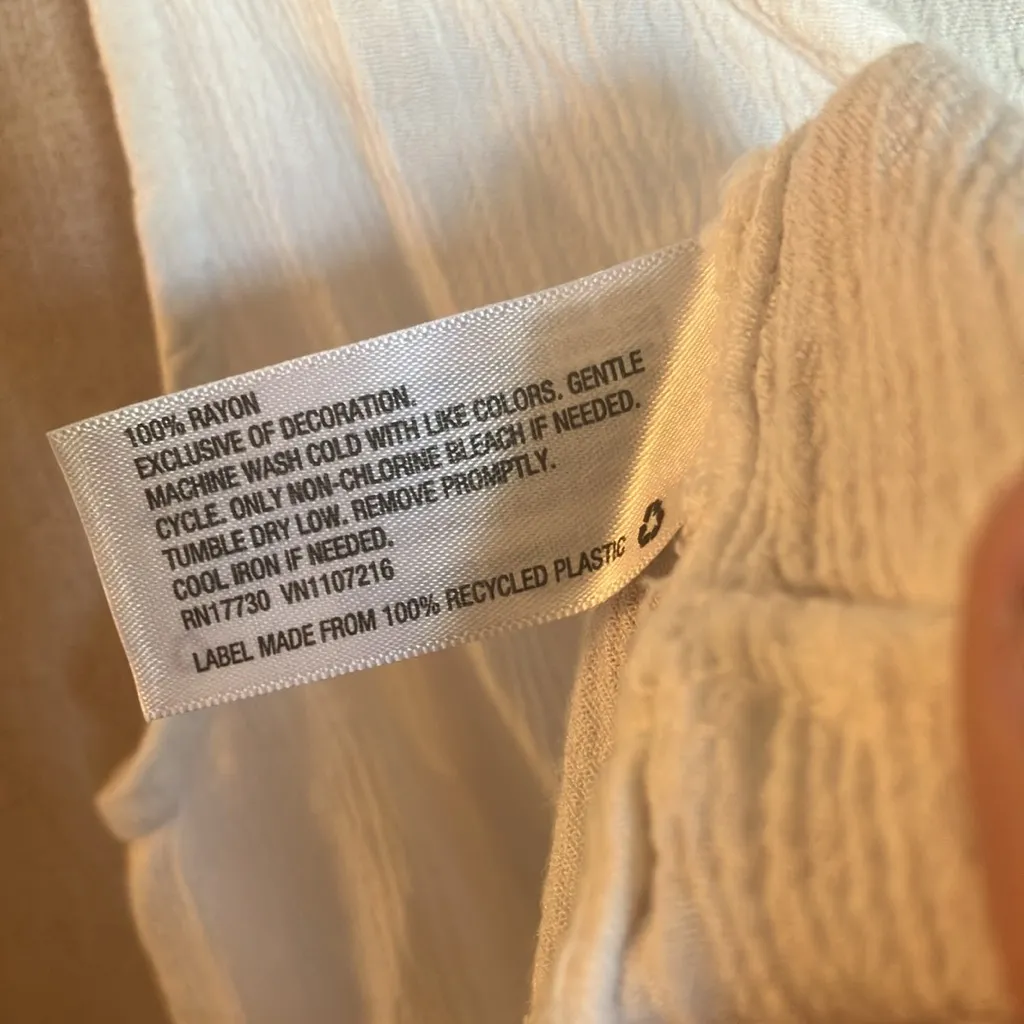 100% RAYON
EXCLUSIVE OF DECORATION.
MACHINE WASH COLD WITH LIKE COLORS. GENTLE
CYCLE. ONLY NON-CHLORINE BLEACH IF NEEDED.
TUMBLE DRY LOW. REMOVE PROMPTLY.
COOL IRON IF NEEDED.
RN17730 VN1107216
LABEL MADE FROM 100% RECYCLED PLASTIC